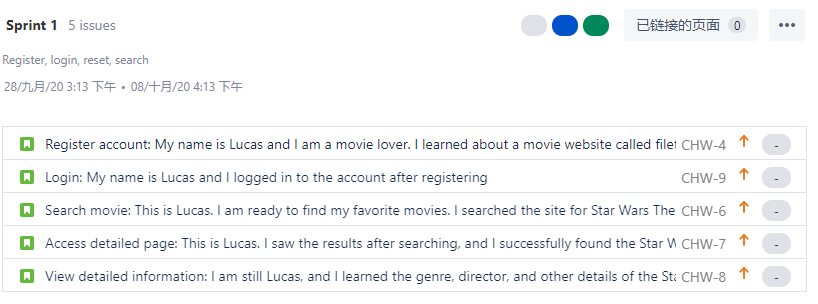 Sprint 1 5 issues 已链接的页面 0 •••
Register, login, reset, search
28/九月/20 3:13 下午 • 08/十月/20 4:13 下午
Register account: My name is Lucas and I am a movie lover. I learned about a movie website called filet CHW-4 -
Login: My name is Lucas and I logged in to the account after registering CHW-9 -
Search movie: This is Lucas. I am ready to find my favorite movies. I searched the site for Star Wars The CHW-6 -
Access detailed page: This is Lucas. I saw the results after searching, and I successfully found the Star W CHW-7 -
View detailed information: I am still Lucas, and I learned the genre, director, and other details of the Sta CHW-8 -